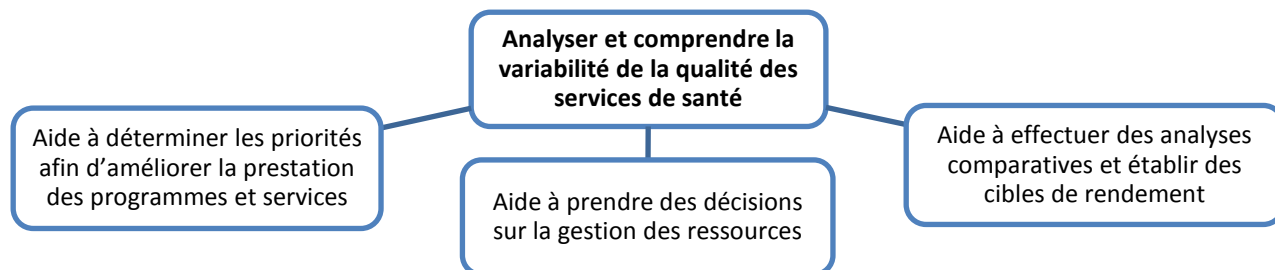 Analyser et comprendre la
variabilité de la qualité des
services de santé
Aide à déterminer les priorités
afin d’améliorer la prestation
des programmes et services
Aide à prendre des décisions
sur la gestion des ressources
Aide à effectuer des analyses
comparatives et établir des
cibles de rendement